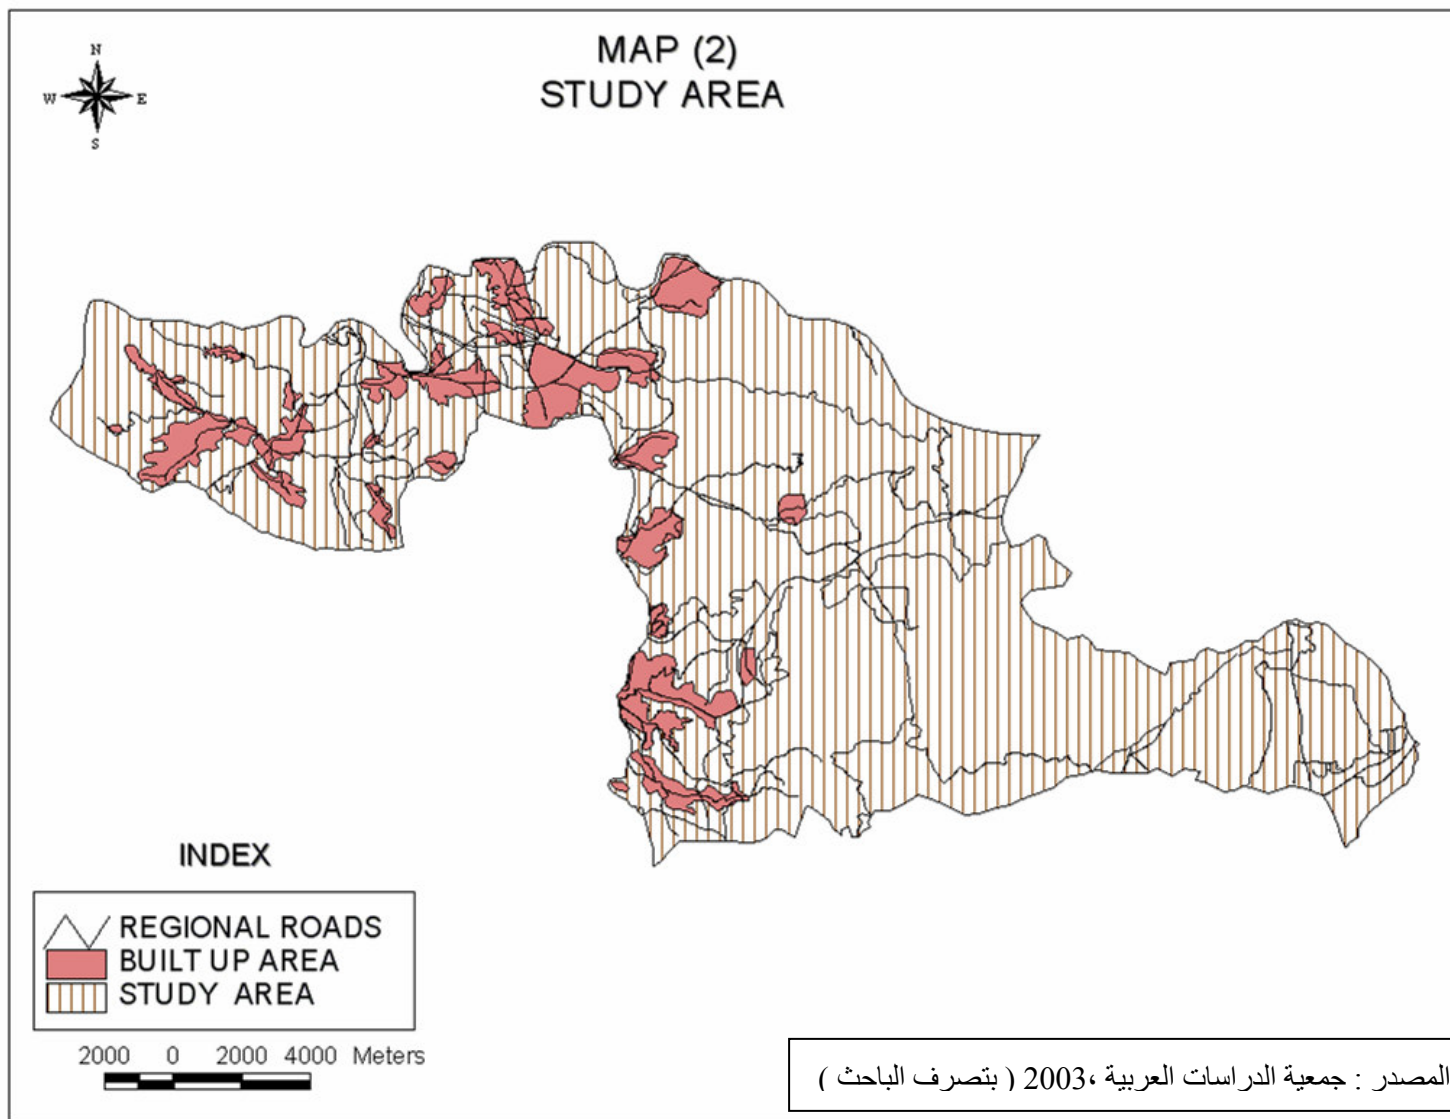 MAP (2)
STUDY AREA
N
W E
S
INDEX
REGIONAL ROADS
BUILT UP AREA
STUDY AREA
2000 0 2000 4000 Meters
المصدر : جمعية الدراسات العربية ،2003 ( بتصرف الباحث )